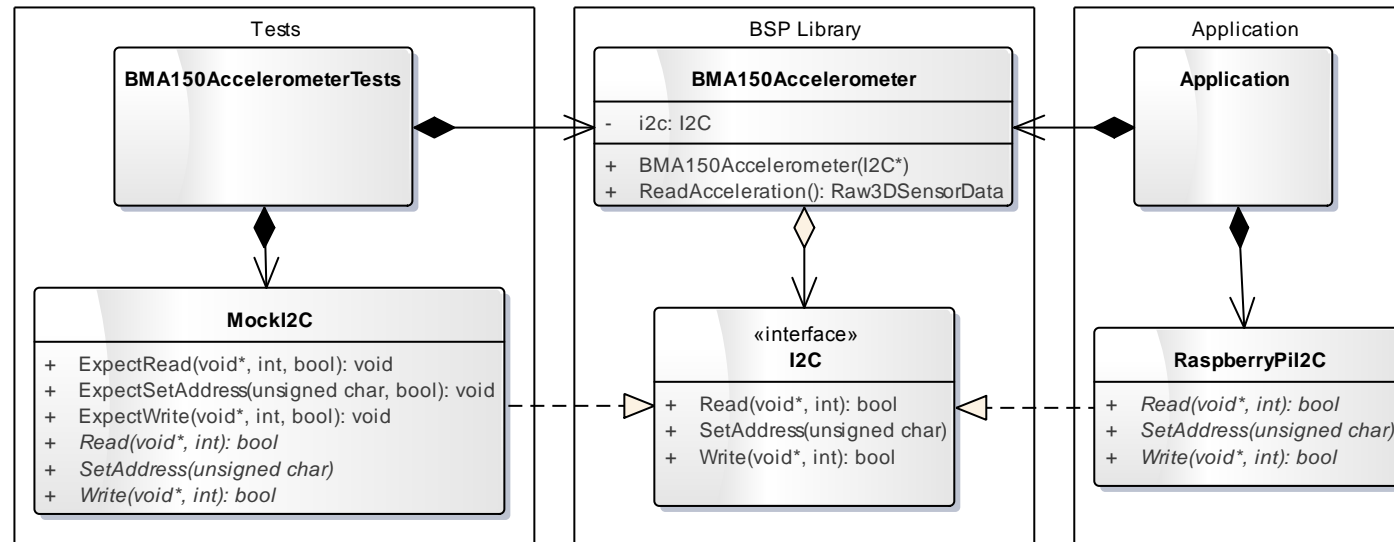 Tests
BMA150AccelerometerTests
MockI2C
+ ExpectRead(void*, int, bool): void
+ ExpectSetAddress(unsigned char, bool): void
+ ExpectWrite(void*, int, bool): void
+ Read(void*, int): bool
+ SetAddress(unsigned char)
+ Write(void*, int): bool
BSP Library
BMA150Accelerometer
- i2c: I2C
+ BMA150Accelerometer(I2C*)
+ ReadAcceleration(): Raw3DSensorData
«interface»
I2C
+ Read(void*, int): bool
+ SetAddress(unsigned char)
+ Write(void*, int): bool
Application
Application
RaspberryPiI2C
+ Read(void*, int): bool
+ SetAddress(unsigned char)
+ Write(void*, int): bool